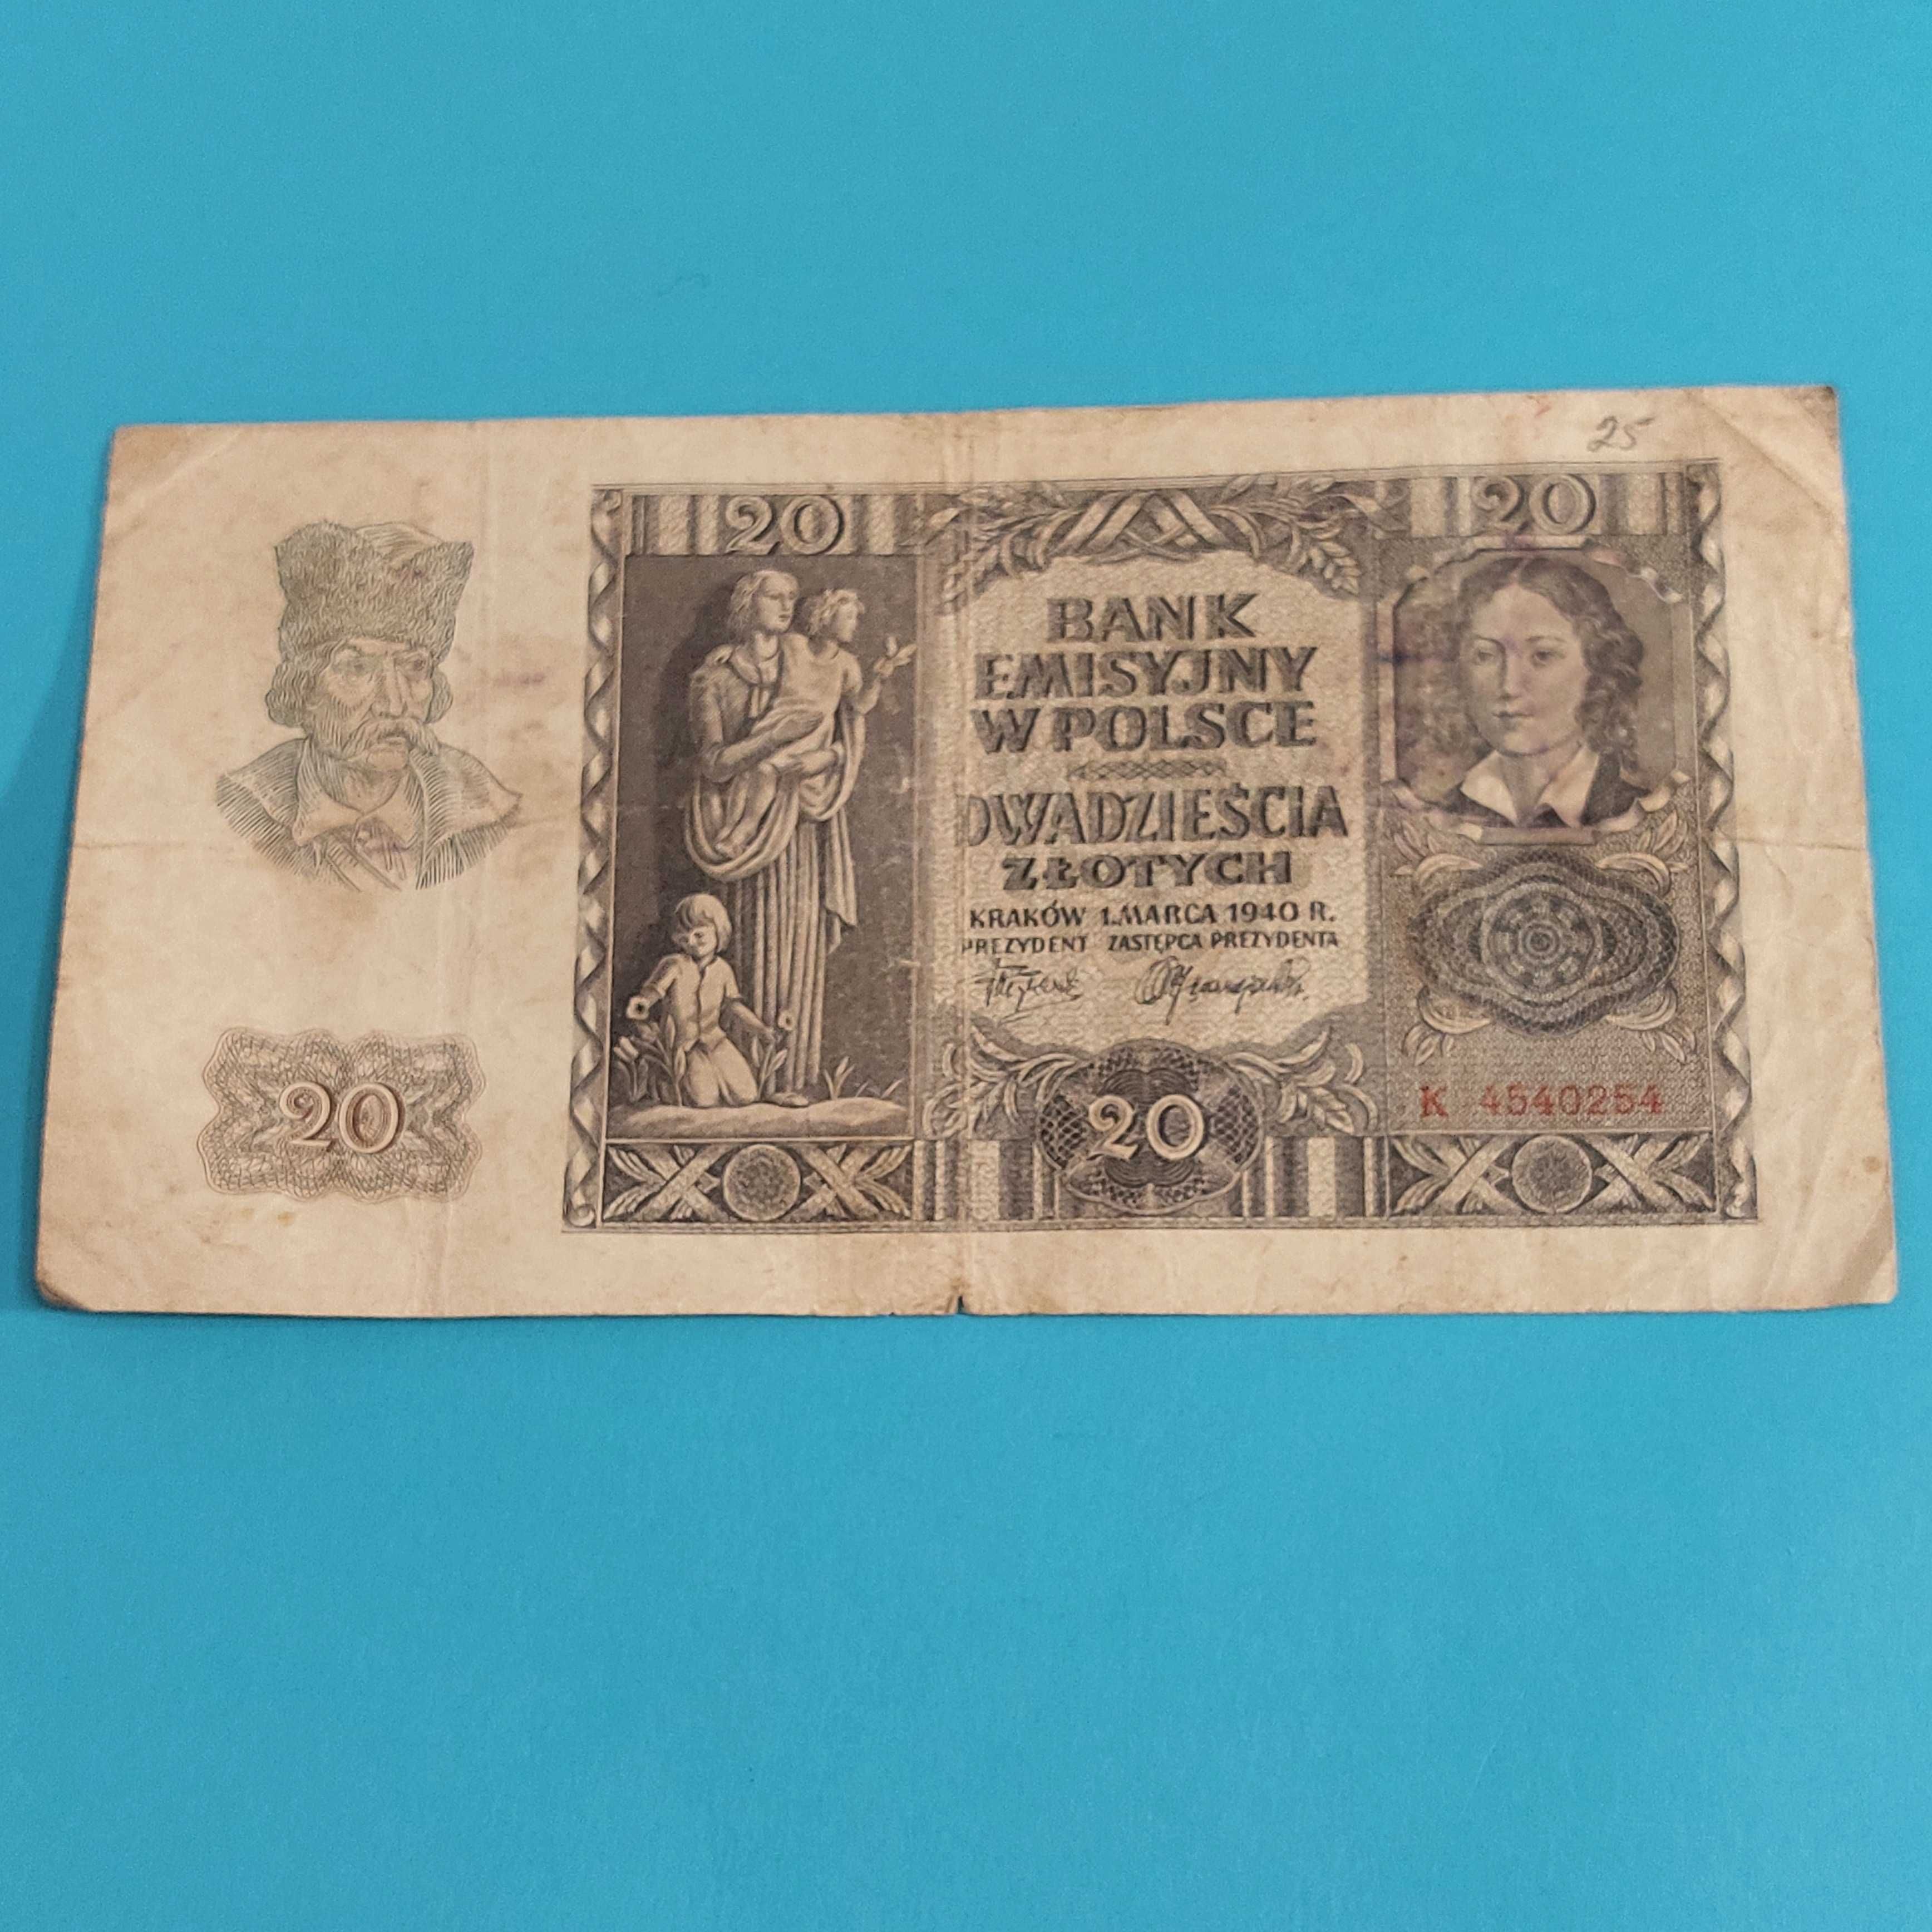 25
20
20
BANK
EMISYJNY
W POLSCE
DWADZIEŚCIA
ZŁOTYCH
KRAKÓW 1. MARCA 1940 R.
PREZYDENT ZASTĘPCA PREZYDENTA
K 4540254
20
20